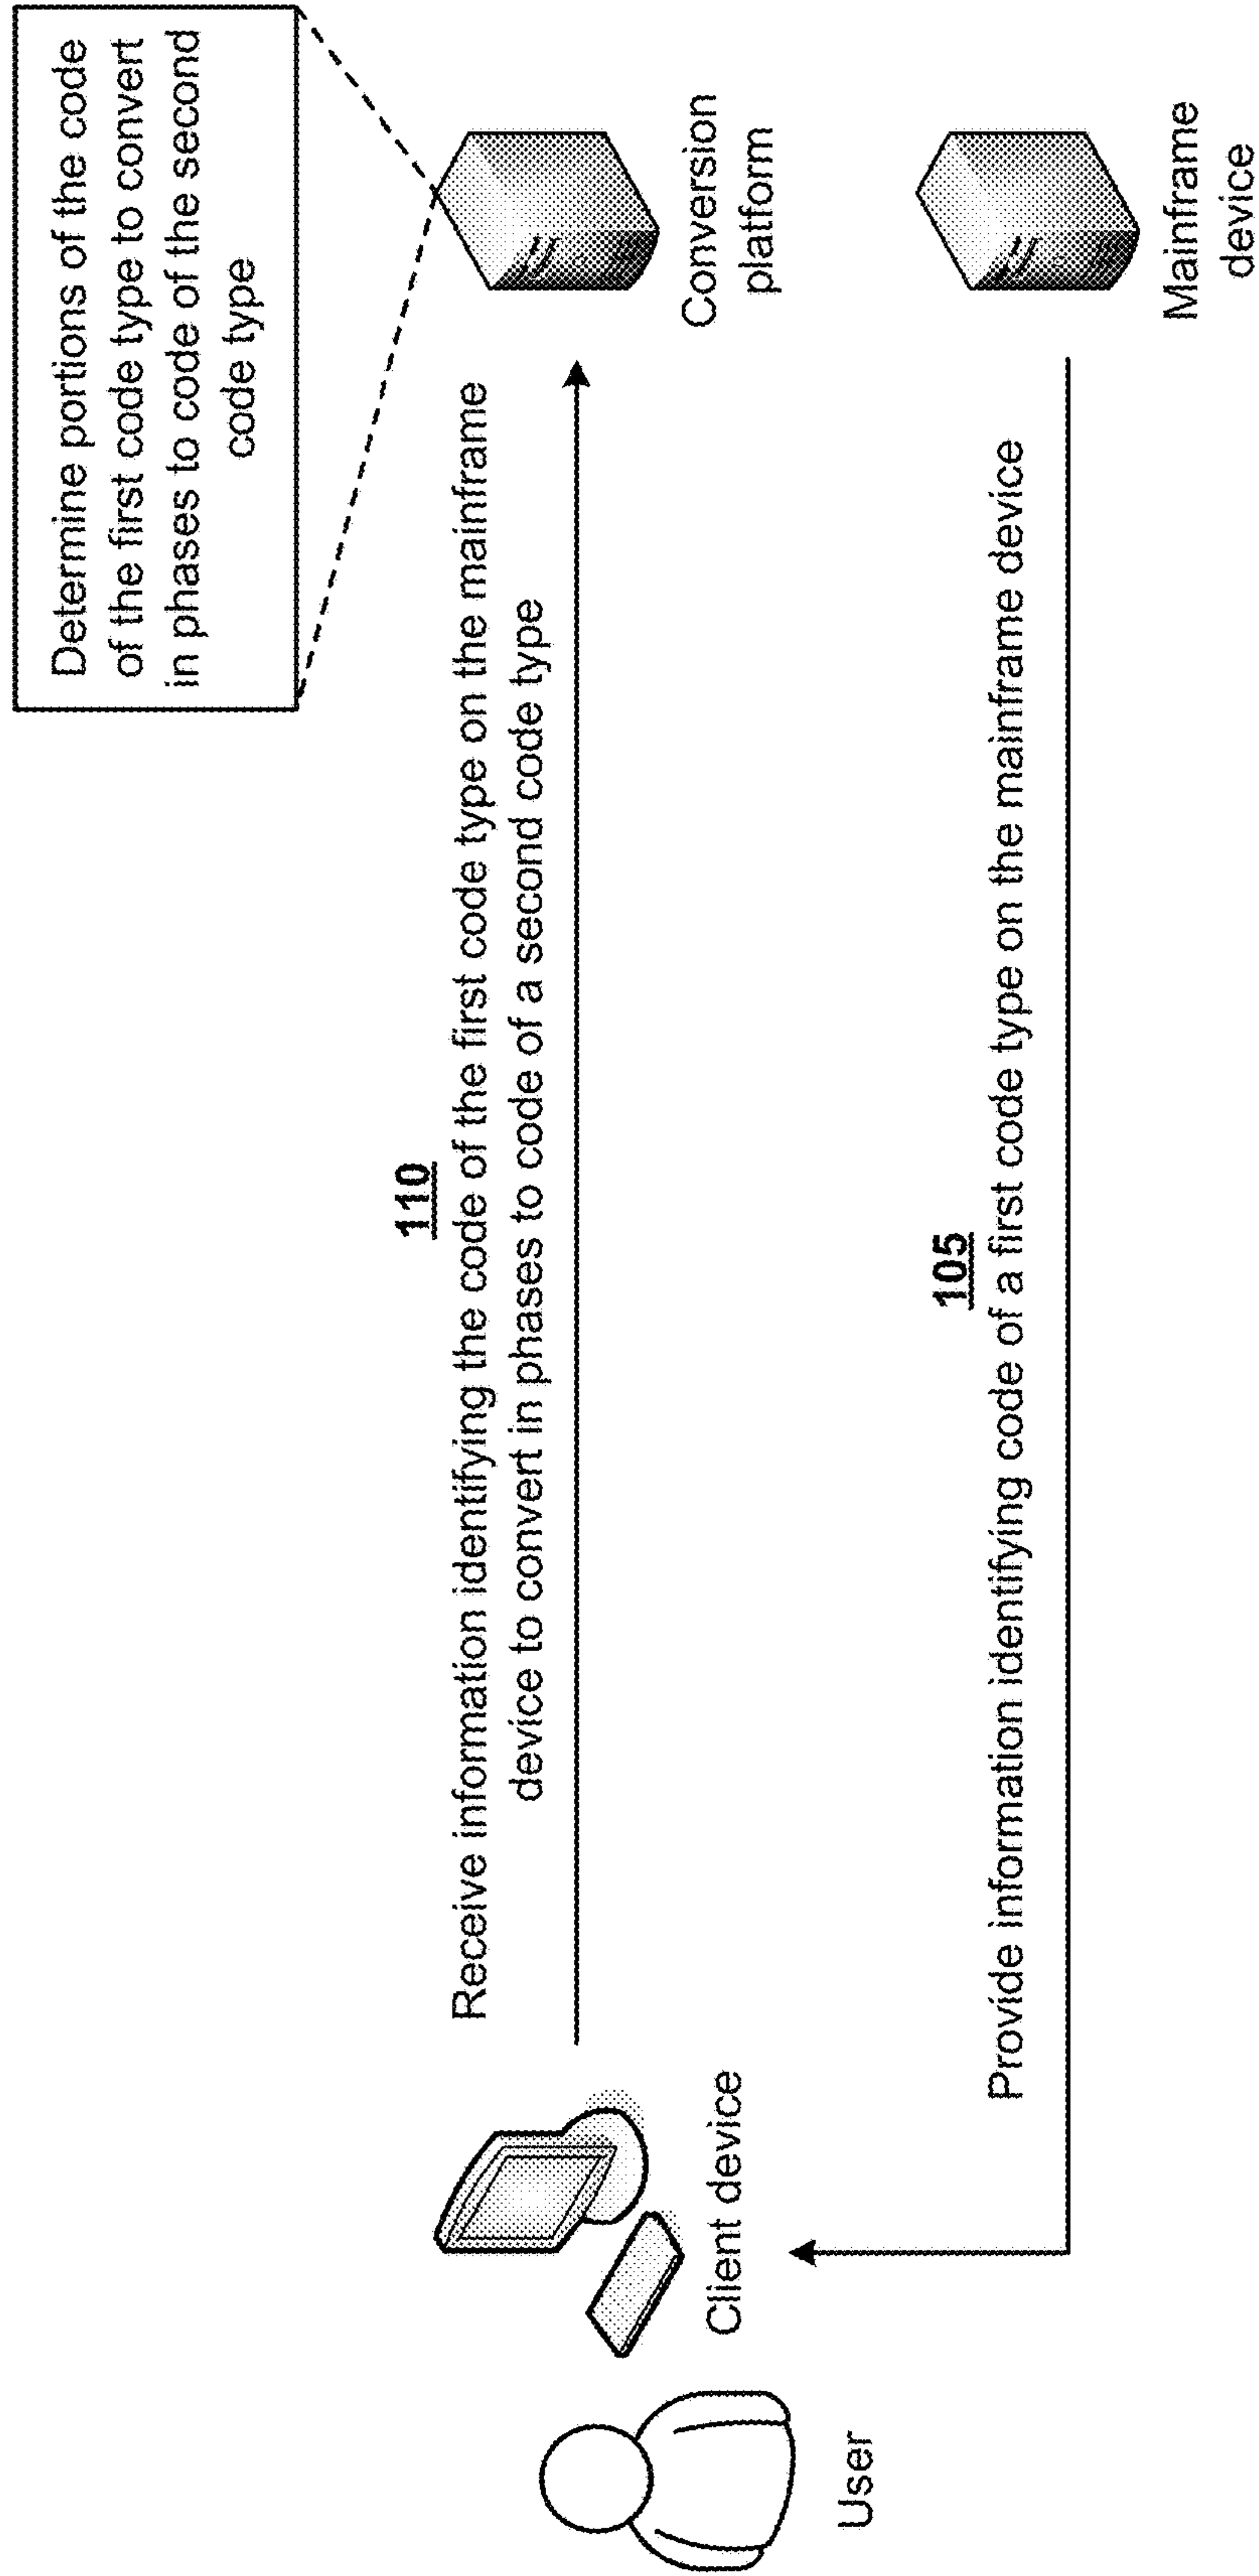 Determine portions of the code
of the first code type to convert
in phases to code of the second
code type
110
Receive information identifying the code of the first code type on the mainframe
device to convert in phases to code of a second code type
Conversion
platform
Client device
User
105
Provide information identifying code of a first code type on the mainframe device
Mainframe
device